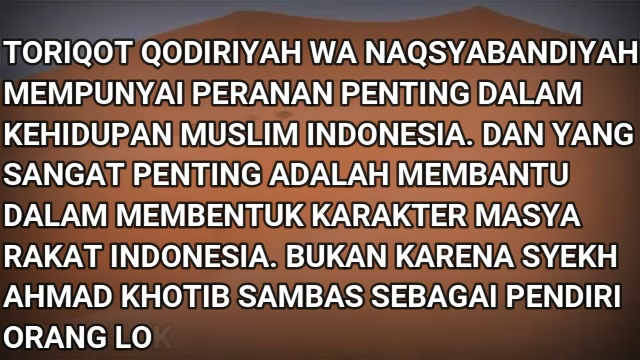 TORIQOT QODIRIYAH WA NAQSYABANDIYAH
MEMPUNYAI PERANAN PENTING DALAM
KEHIDUPAN MUSLIM INDONESIA. DAN YANG
SANGAT PENTING ADALAH MEMBANTU
DALAM MEMBENTUK KARAKTER MASYA
RAKAT INDONESIA. BUKAN KARENA SYEKH
AHMAD KHOTIB SAMBAS SEBAGAI PENDIRI
ORANG LOK